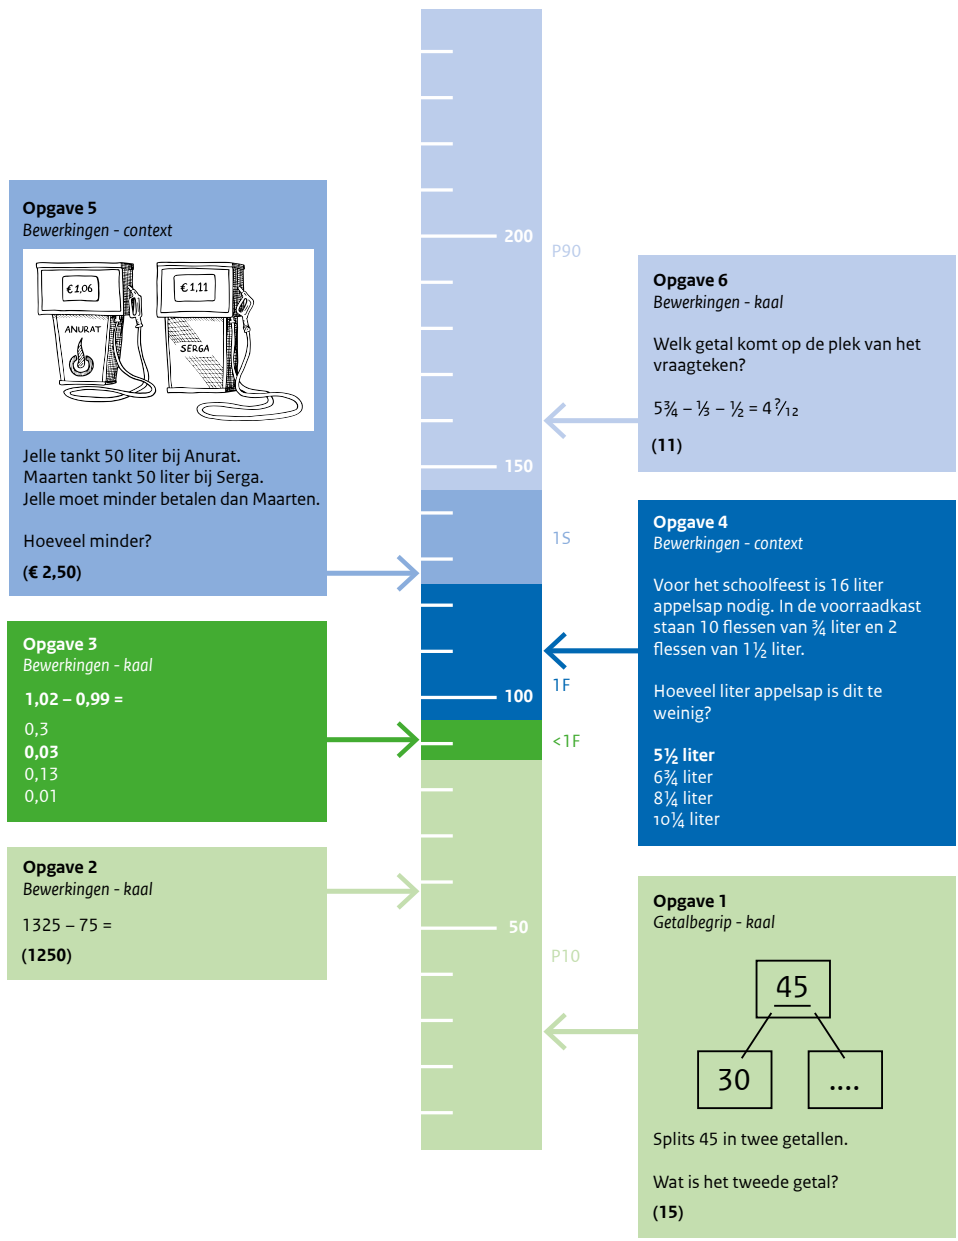 Opgave 5
Bewerkingen - context
€ 1,06
ANURAT
€ 1,11
SERGA
Jelle tankt 50 liter bij Anurat.
Maarten tankt 50 liter bij Serga.
Jelle moet minder betalen dan Maarten.
Hoeveel minder?
(€ 2,50)
Opgave 3
Bewerkingen - kaal
1,02 – 0,99 =
0,3
0,03
0,13
0,01
Opgave 2
Bewerkingen - kaal
1325 – 75 =
(1250)
200
150
100
50
P90
1S
1F
<1F
P10
Opgave 6
Bewerkingen - kaal
Welk getal komt op de plek van het
vraagteken?
5¾ – ⅓ – ½ = 4 ?/12
(11)
Opgave 4
Bewerkingen - context
Voor het schoolfeest is 16 liter
appelsap nodig. In de voorraadkast
staan 10 flessen van ¾ liter en 2
flessen van 1½ liter.
Hoeveel liter appelsap is dit te
weinig?
5½ liter
6¾ liter
8¼ liter
10¼ liter
Opgave 1
Getalbegrip - kaal
45
30
....
Splits 45 in twee getallen.
Wat is het tweede getal?
(15)